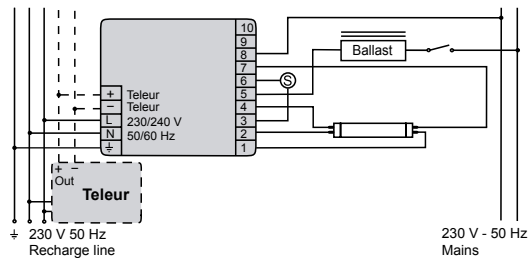 10
9
8
7
6
5
4
3
2
1
S
Ballast
+ Teleur
− Teleur
L 230/240 V
N 50/60 Hz
+ −
Out
Teleur
230 V 50 Hz
Recharge line
230 V - 50 Hz
Mains